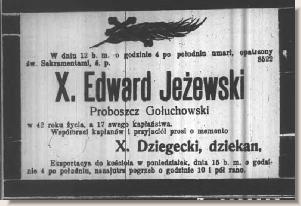 W dniu 12 b. m. o godzinie 4 po południu umarł, opatrzony
św. Sakramentami, ś. p. 8522
X. Edward Jeżewski
Proboszcz Gołuchowski
w 42 roku życia, a 17 swego kapłaństwa.
Współbraci kapłanów i przyjaciół prosi o memento
X. Dziegecki, dziekan.
Eksportacya do kościoła w poniedziałek, dnia 15 b. m. o godzi-
nie 4 po południu, nazajutrz pogrzeb o godzinie 10 i pół rano.